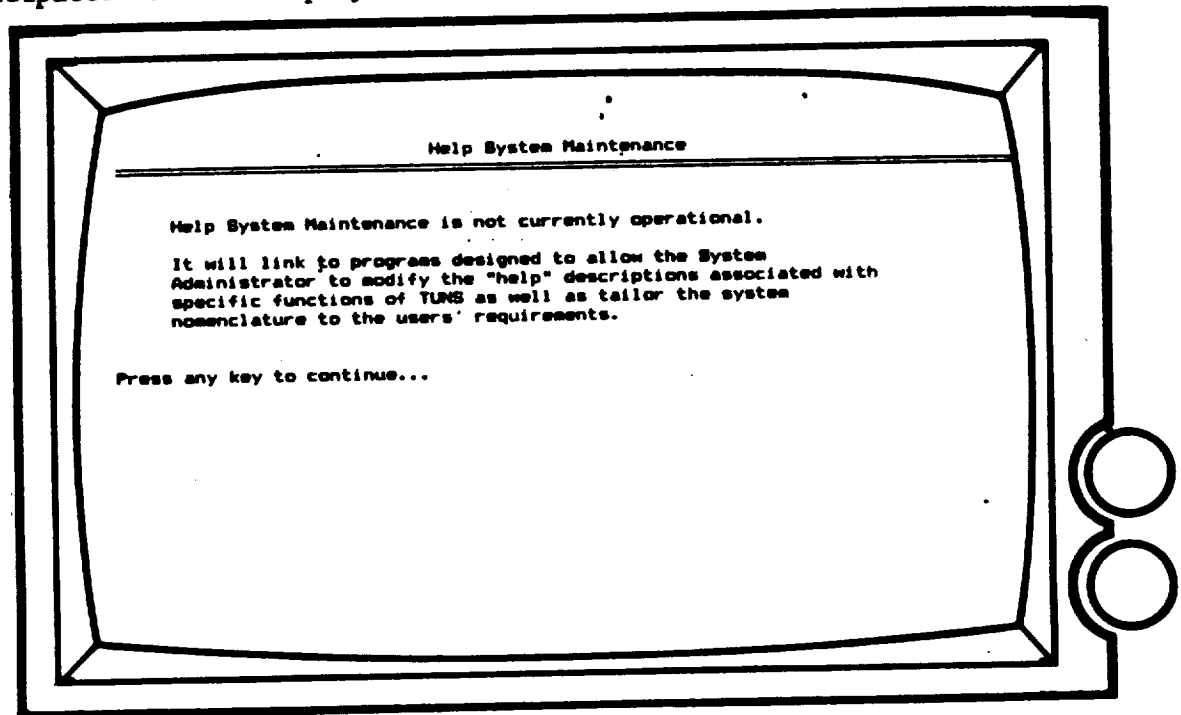 Help System Maintenance
Help System Maintenance is not currently operational.
It will link to programs designed to allow the System
Administrator to modify the "help" descriptions associated with
specific functions of TUNS as well as tailor the system
nomenclature to the users' requirements.
Press any key to continue...